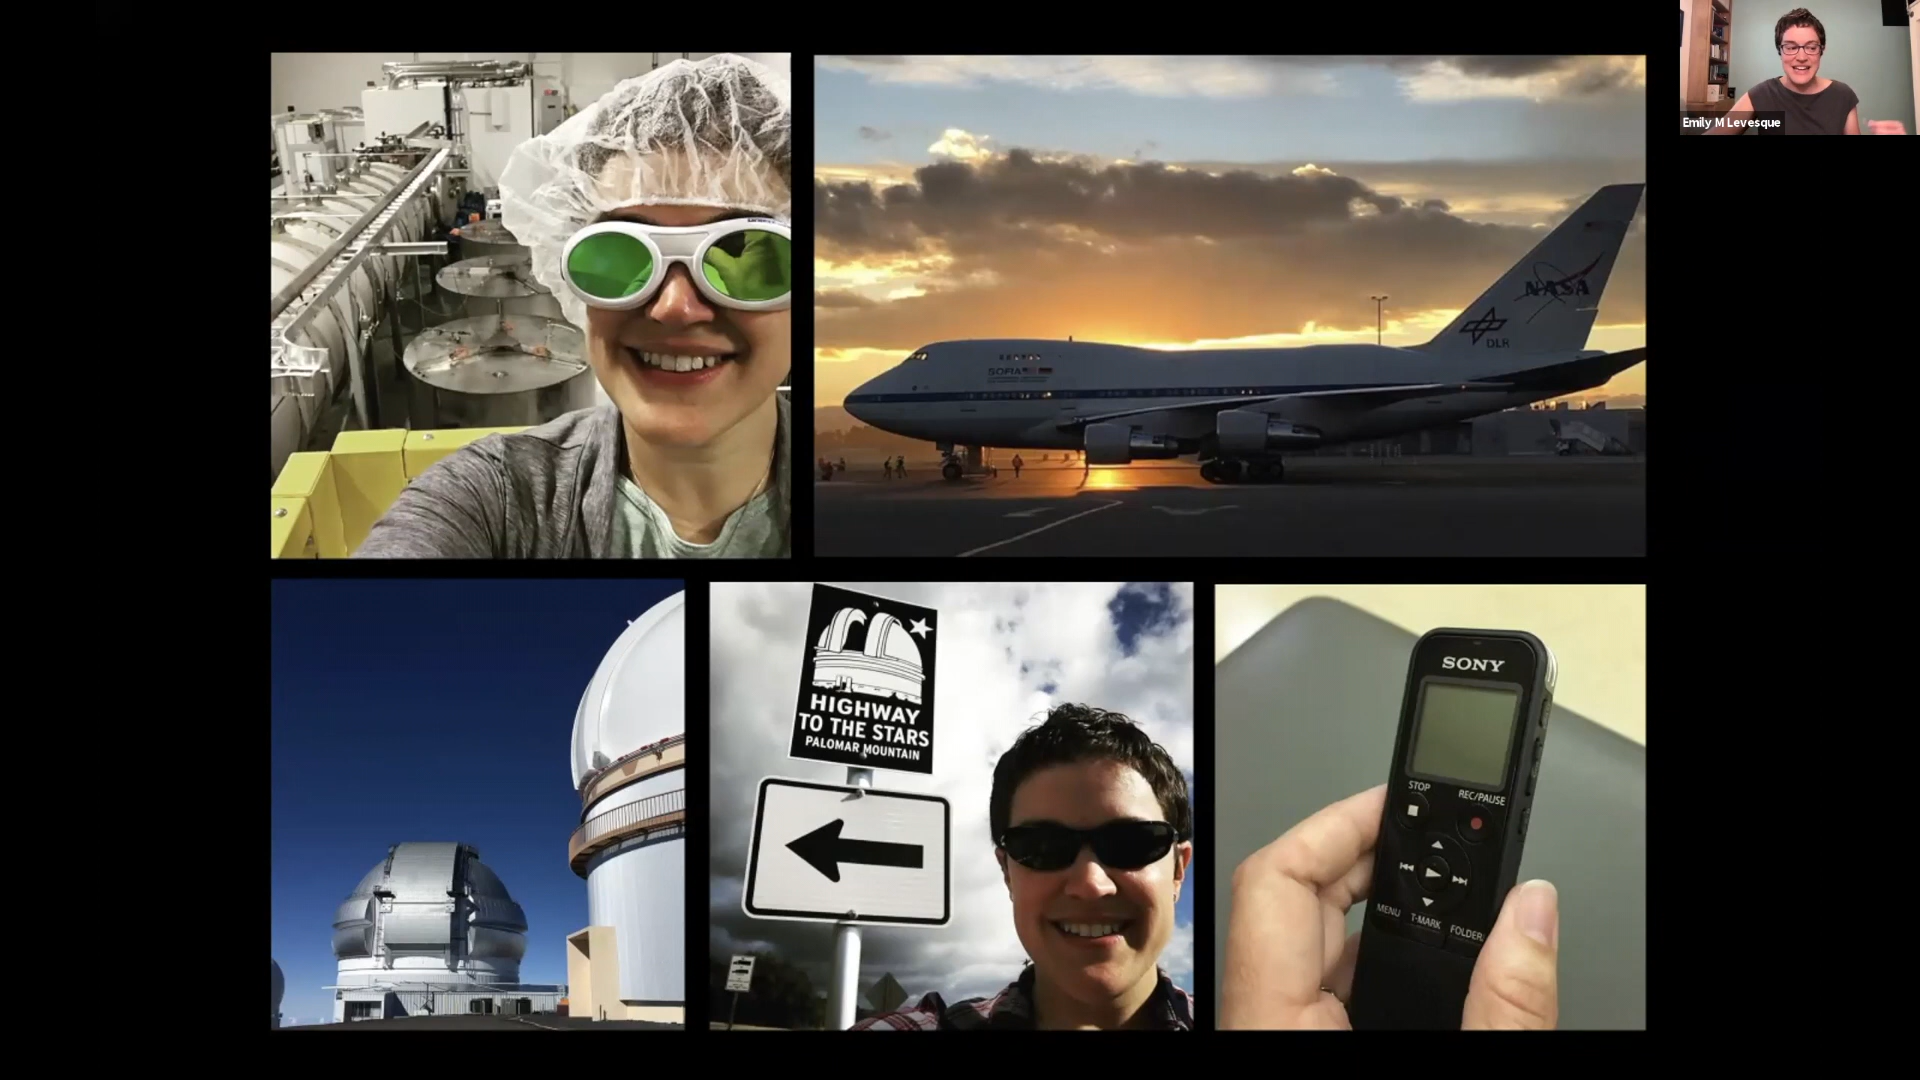 Emily M Levesque
NASA
DLR
SOFIA
HIGHWAY
TO THE STARS
PALOMAR MOUNTAIN
SONY
STOP
REC/PAUSE
MENU
T-MARK
FOLDER